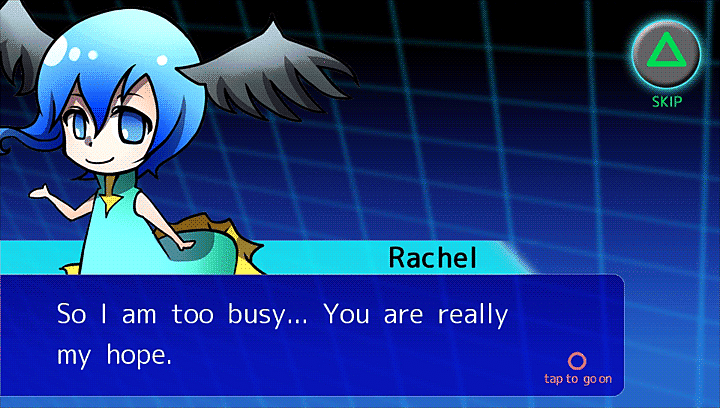 SKIP
Rachel
So I am too busy... You are really
my hope.
tap to go on